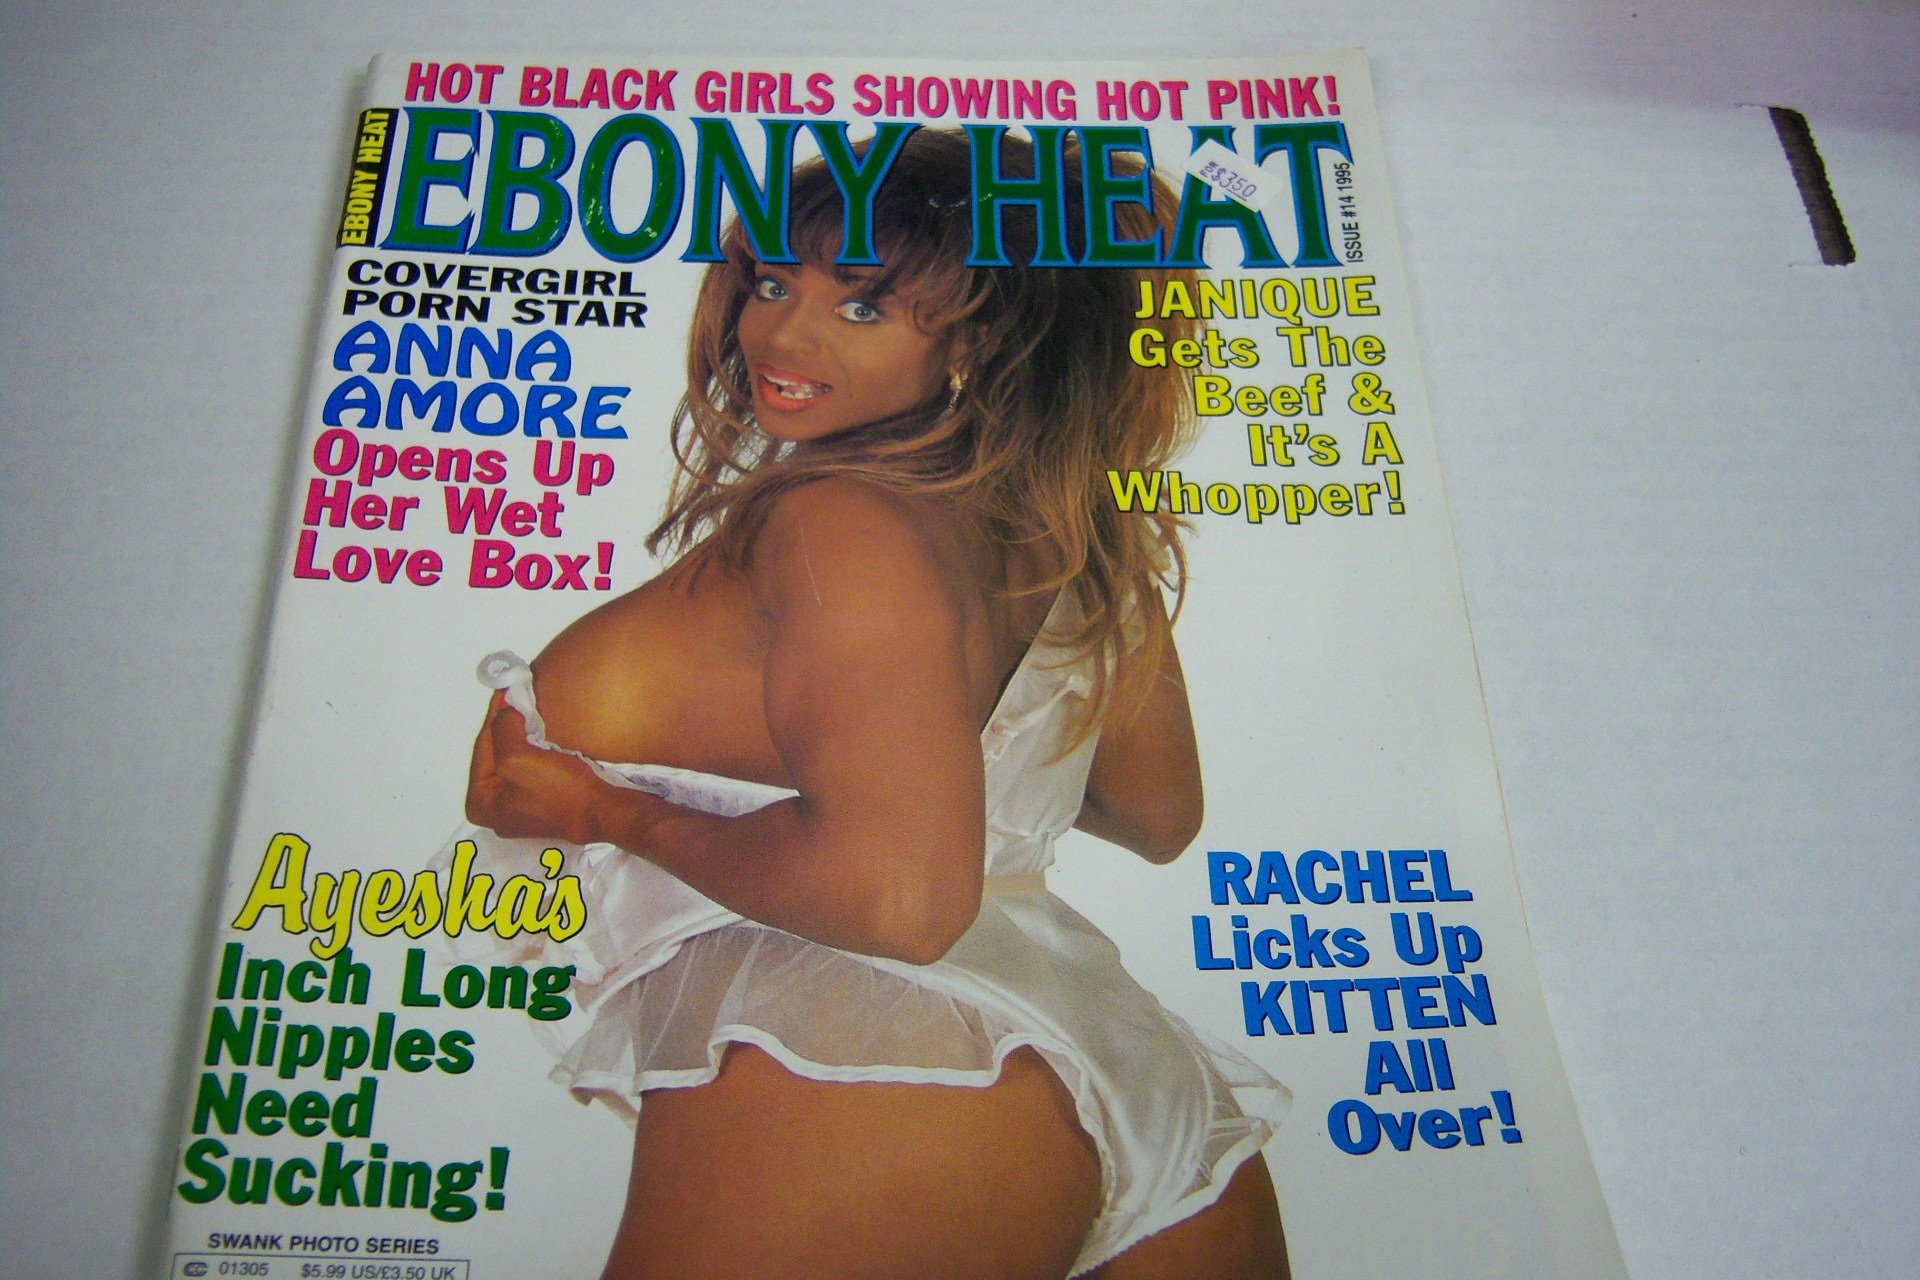 HOT BLACK GIRLS SHOWING HOT PINK!
EBONY HEAT
EBONY HEAT
ISSUE #14 1995
COVERGIRL
PORN STAR
ANNA
AMORE
Opens Up
Her Wet
Love Box!
JANIQUE
Gets The
Beef &
It's A
Whopper!
Ayesha's
Inch Long
Nipples
Need
Sucking!
RACHEL
Licks Up
KITTEN
All
Over!
SWANK PHOTO SERIES
01305 $5.99 US/£3.50 UK